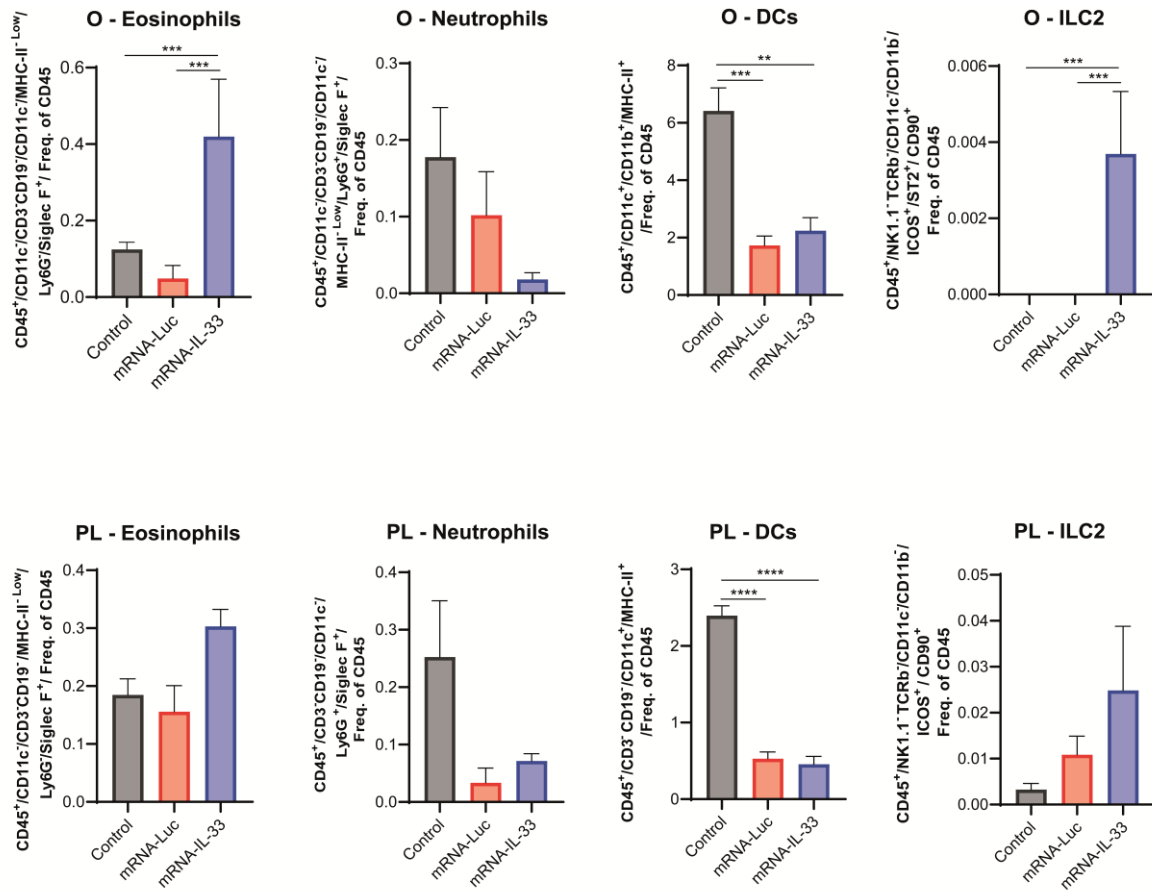 O - Eosinophils
CD45⁺/CD11c⁻/CD3⁻CD19⁻/CD11c⁻/MHC-II⁻ ᴸᵒʷ/
Ly6G⁻/Siglec F⁺/ Freq. of CD45
0.6
0.4
0.2
0.0
***
***
Control
mRNA-Luc
mRNA-IL-33
O - Neutrophils
CD45⁺/CD11c⁻/CD3⁻CD19⁻/CD11c⁻/
MHC-II⁻ ᴸᵒʷ/Ly6G⁺/Siglec F⁺/
Freq. of CD45
0.3
0.2
0.1
0.0
Control
mRNA-Luc
mRNA-IL-33
O - DCs
CD45⁺/CD11c⁺/CD11b⁺/MHC-II⁺
/Freq. of CD45
8
6
4
2
0
**
***
Control
mRNA-Luc
mRNA-IL-33
O - ILC2
CD45⁺/NK1.1⁻ TCRb⁻/CD11c⁻/CD11b⁻/
ICOS⁺/ST2⁺/ CD90⁺
Freq. of CD45
0.006
0.004
0.002
0.000
***
***
Control
mRNA-Luc
mRNA-IL-33
PL - Eosinophils
CD45⁺/CD11c⁻/CD3⁻CD19⁻/MHC-II⁻ ᴸᵒʷ/
Ly6G⁻/Siglec F⁺/ Freq. of CD45
0.4
0.3
0.2
0.1
0.0
Control
mRNA-Luc
mRNA-IL-33
PL - Neutrophils
CD45⁺/CD3⁻CD19⁻/CD11c⁻/
Ly6G ⁺/Siglec F⁺/
Freq. of CD45
0.4
0.3
0.2
0.1
0.0
Control
mRNA-Luc
mRNA-IL-33
PL - DCs
CD45⁺/CD3⁻ CD19⁻/CD11c⁺/MHC-II⁺
/Freq. of CD45
3
2
1
0
****
****
Control
mRNA-Luc
mRNA-IL-33
PL - ILC2
CD45⁺/NK1.1⁻ TCRb⁻/CD11c⁻/CD11b⁻/
ICOS⁺ / CD90⁺
Freq. of CD45
0.05
0.04
0.03
0.02
0.01
0.00
Control
mRNA-Luc
mRNA-IL-33